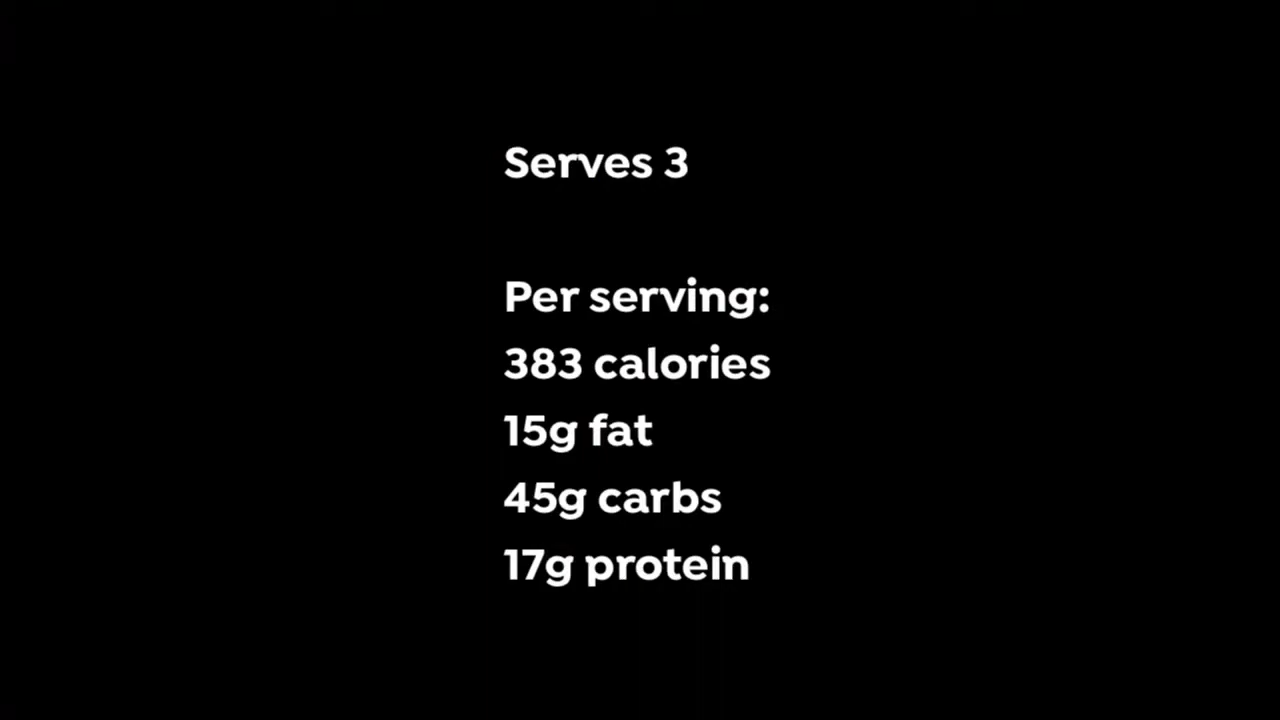 Serves 3
Per serving:
383 calories
15g fat
45g carbs
17g protein